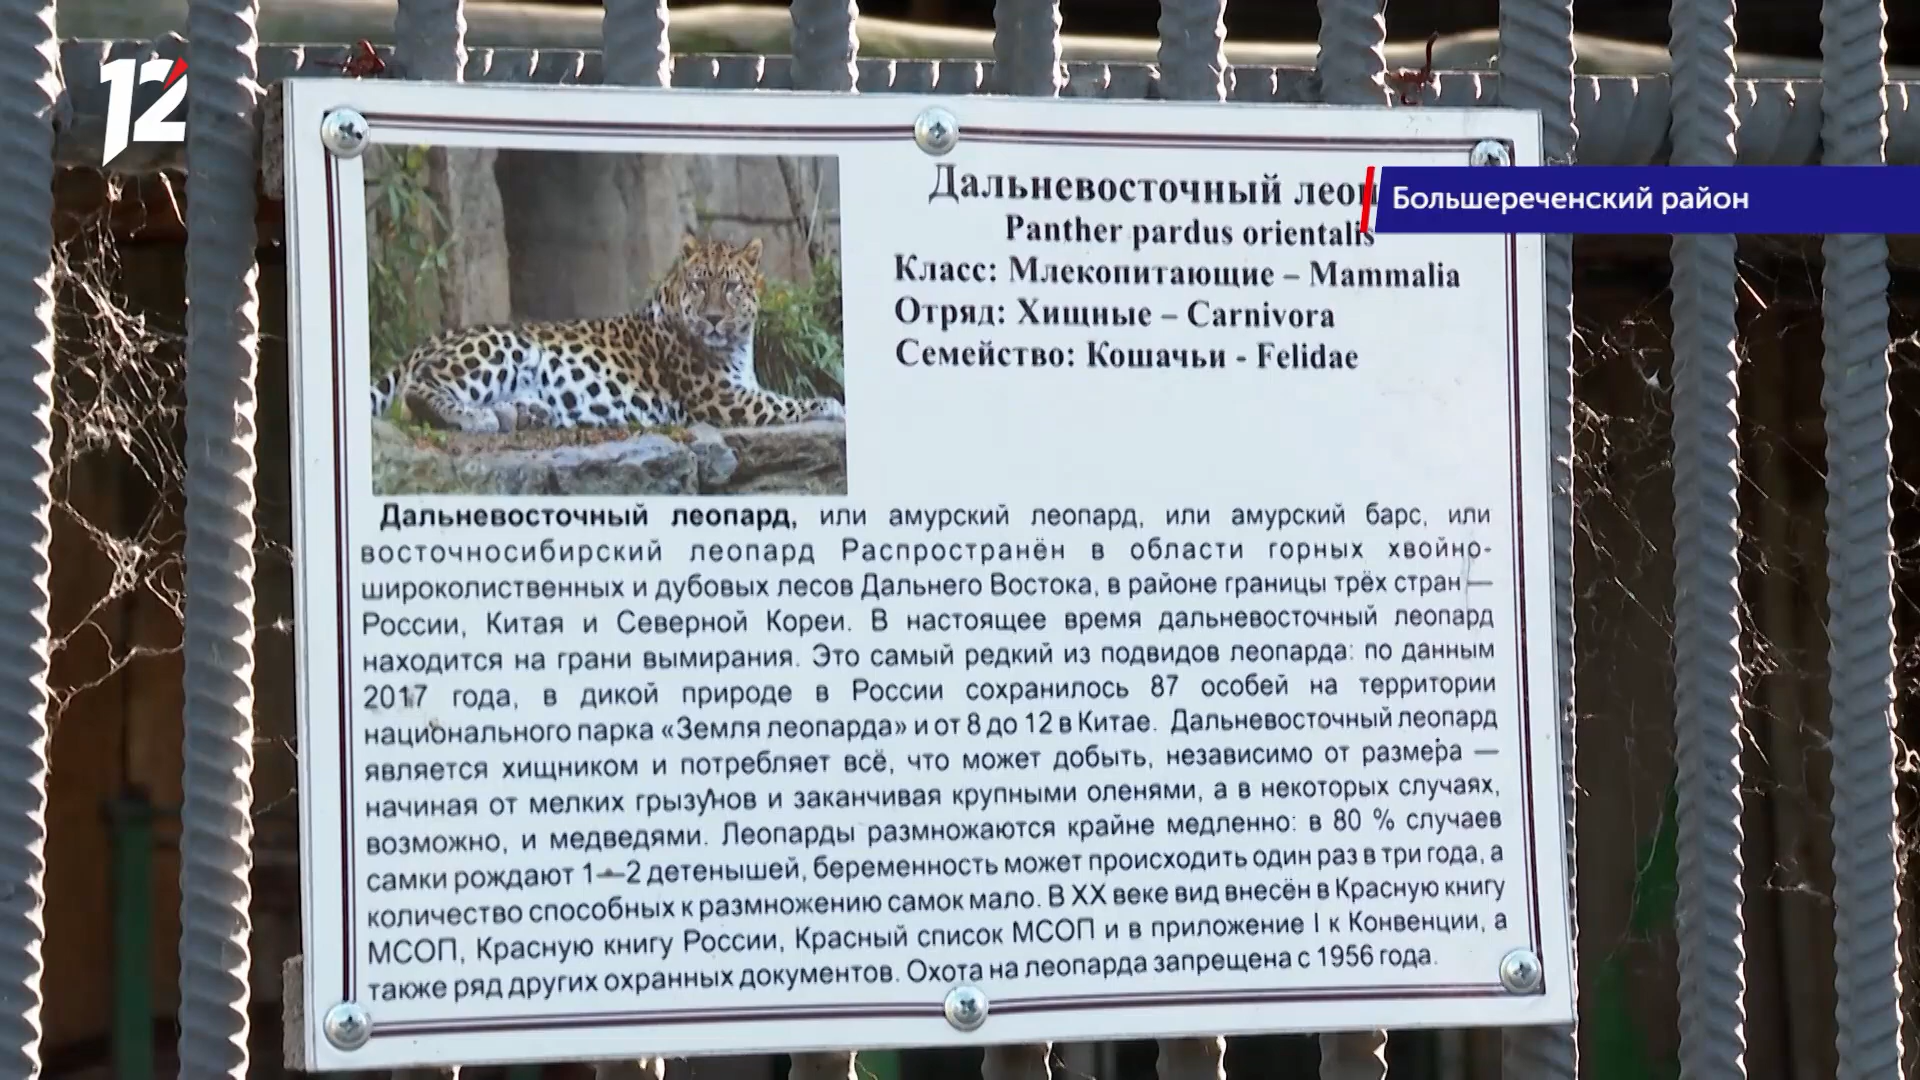 12
Большереченский район
Дальневосточный
Panther pardus orientalis
Класс: Млекопитающие – Mammalia
Отряд: Хищные – Carnivora
Семейство: Кошачьи - Felidae
Дальневосточный леопард, или амурский леопард, или амурский барс, или
восточносибирский леопард Распространён в области горных хвойно-
широколиственных и дубовых лесов Дальнего Востока, в районе границы трёх стран —
России, Китая и Северной Кореи. В настоящее время дальневосточный леопард
находится на грани вымирания. Это самый редкий из подвидов леопарда: по данным
2017 года, в дикой природе в России сохранилось 87 особей на территории
национального парка «Земля леопарда» и от 8 до 12 в Китае. Дальневосточный леопард
является хищником и потребляет всё, что может добыть, независимо от размера —
начиная от мелких грызунов и заканчивая крупными оленями, а в некоторых случаях,
возможно, и медведями. Леопарды размножаются крайне медленно: в 80 % случаев
самки рождают 1—2 детенышей, беременность может происходить один раз в три года, а
количество способных к размножению самок мало. В XX веке вид внесён в Красную книгу
МСОП, Красную книгу России, Красный список МСОП и в приложение I к Конвенции, а
также ряд других охранных документов. Охота на леопарда запрещена с 1956 года.